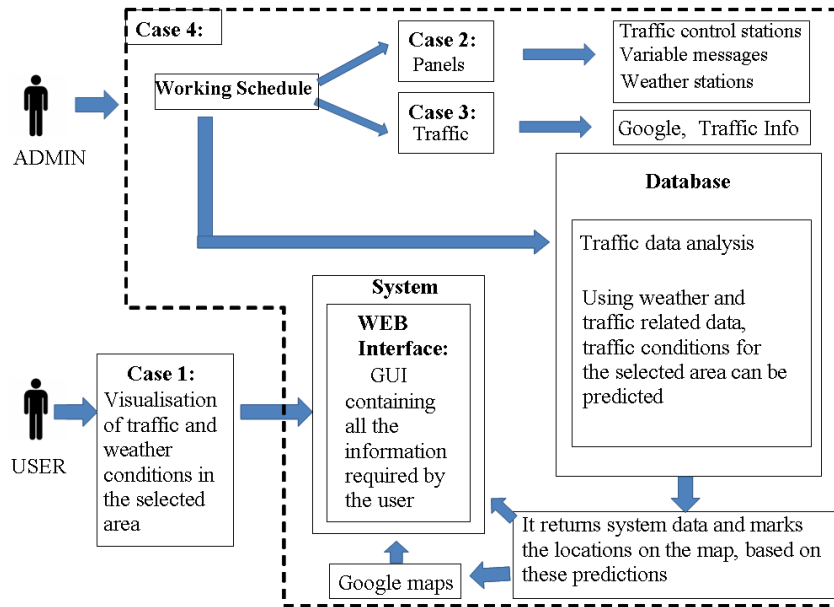 Case 4:
Working Schedule
Case 2:
Panels
Case 3:
Traffic
Traffic control stations
Variable messages
Weather stations
Google, Traffic Info
ADMIN
Database
Traffic data analysis
Using weather and
traffic related data,
traffic conditions for
the selected area can be
predicted
System
WEB
Interface:
GUI
containing
all the
information
required by
the user
USER
Case 1:
Visualisation
of traffic and
weather
conditions in
the selected
area
It returns system data and marks
the locations on the map, based on
these predictions
Google maps